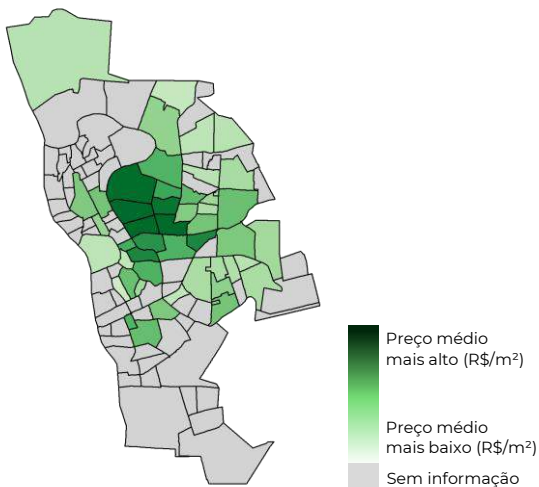 Preço médio
mais alto (R$/m²)
Preço médio
mais baixo (R$/m²)
Sem informação